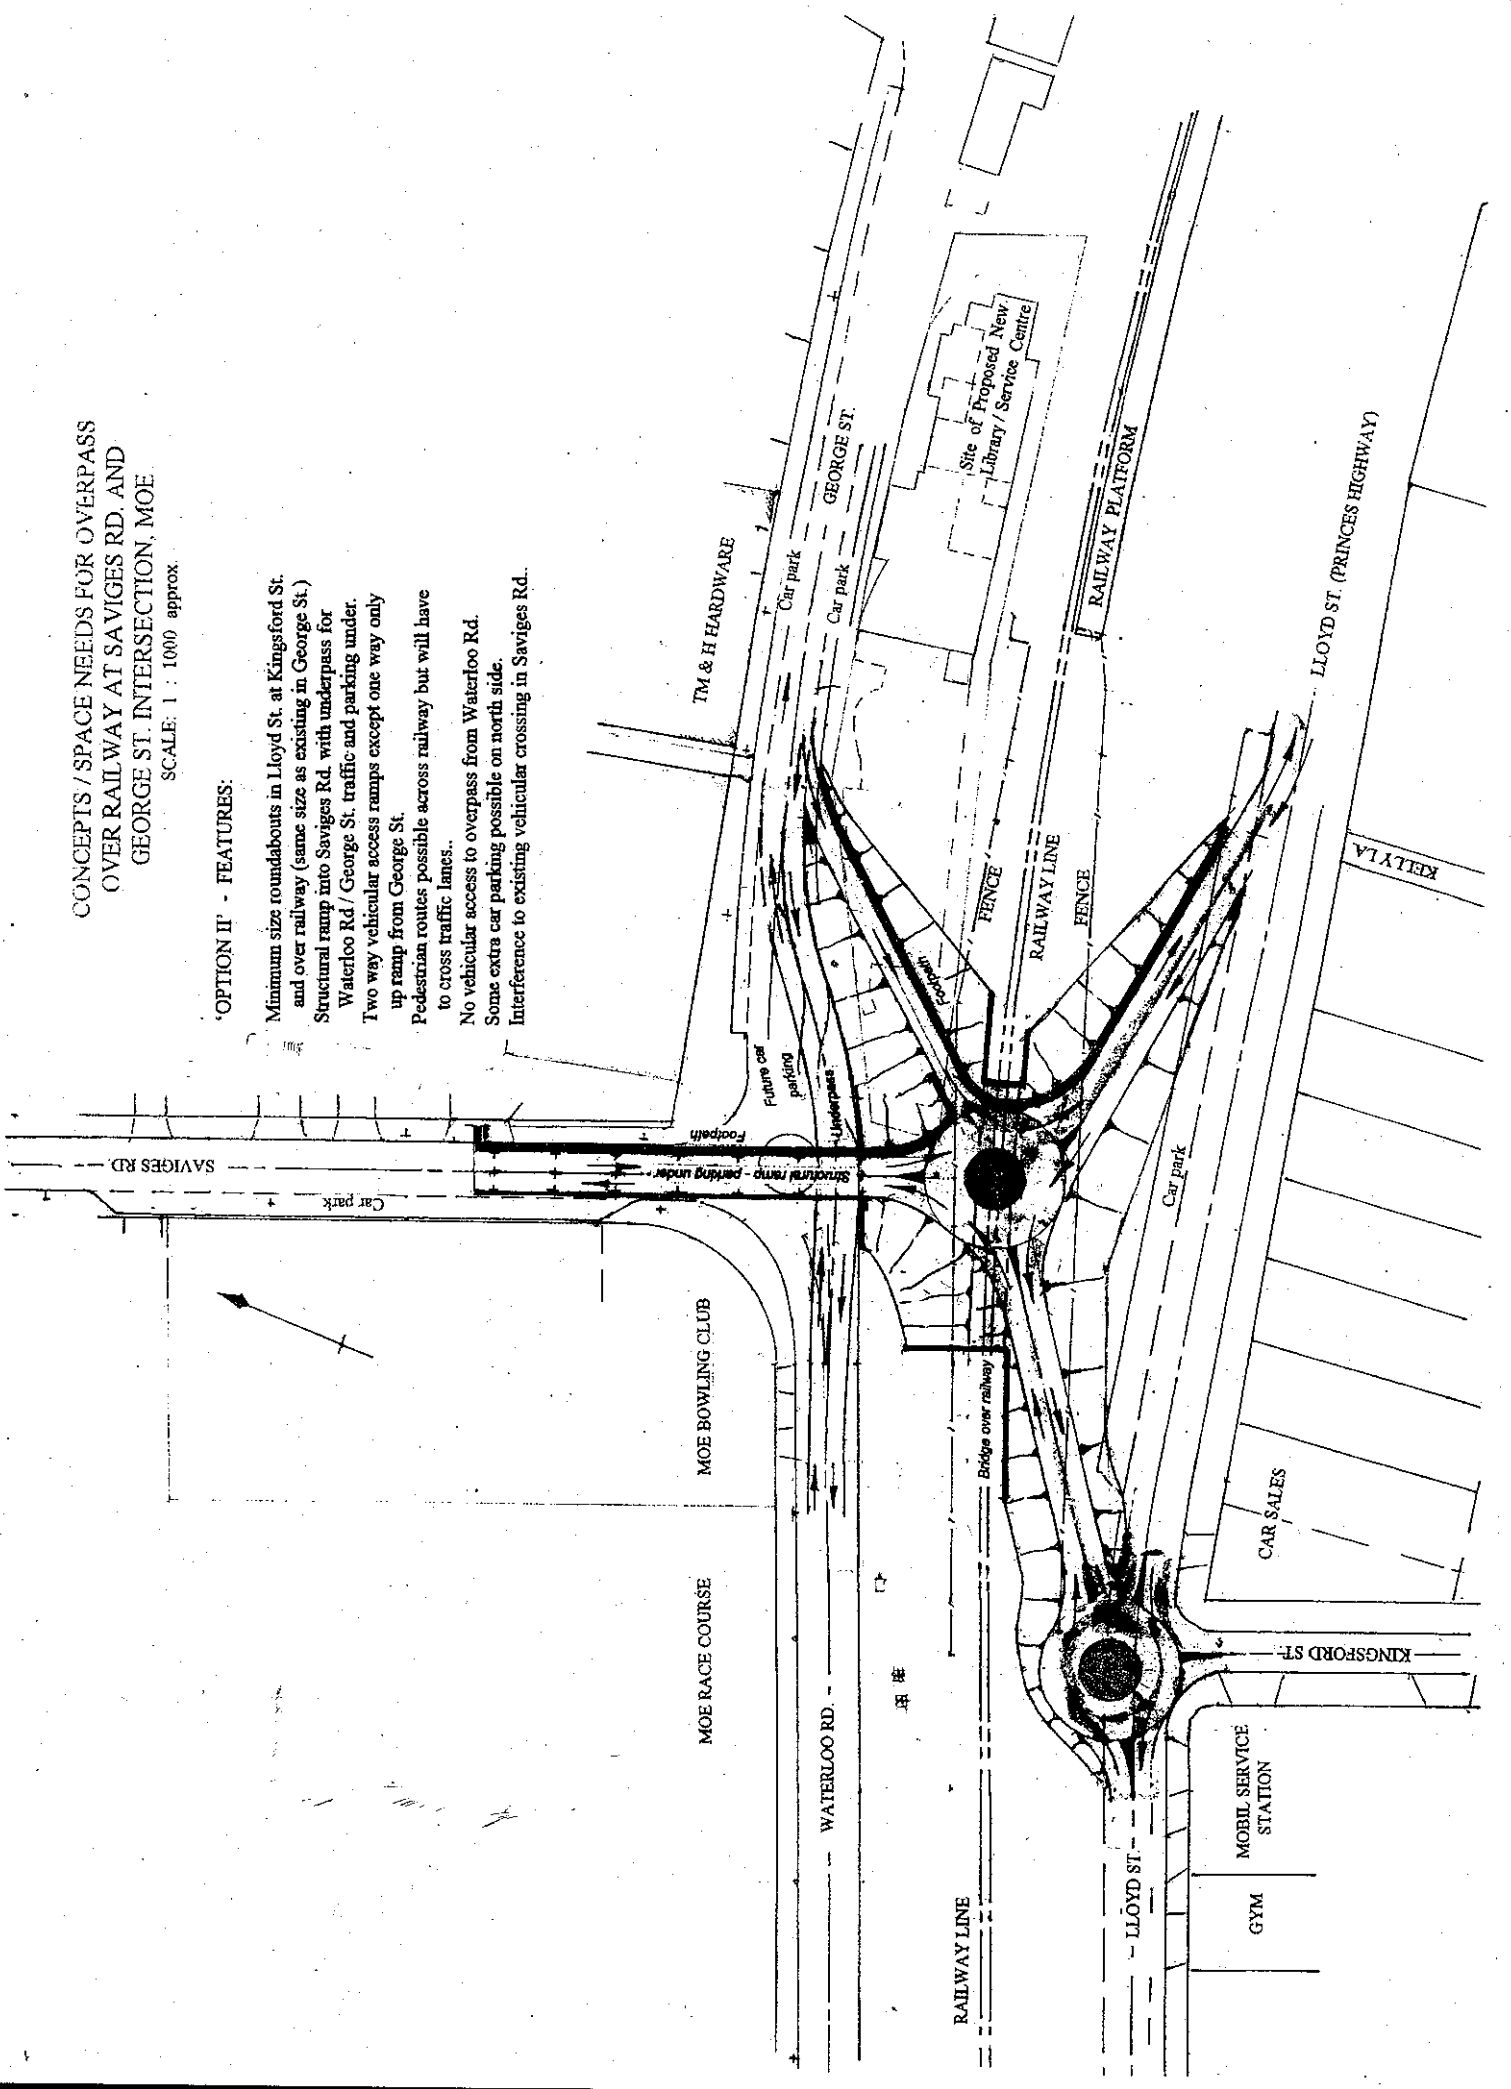 CONCEPTS / SPACE NEEDS FOR OVERPASS
OVER RAILWAY AT SAVIGES RD. AND
GEORGE ST. INTERSECTION, MOE
SCALE: 1 : 1000 approx.
'OPTION II' - FEATURES:
Minimum size roundabouts in Lloyd St. at Kingsford St.
and over railway (same size as existing in George St.)
Structural ramp into Saviges Rd. with underpass for
Waterloo Rd / George St. traffic and parking under.
Two way vehicular access ramps except one way only
up ramp from George St.
Pedestrian routes possible across railway but will have
to cross traffic lanes..
No vehicular access to overpass from Waterloo Rd.
Some extra car parking possible on north side.
Interference to existing vehicular crossing in Saviges Rd..
SAVIGES RD.
Car park
Footpath
Structural ramp - parking under
Future car
parking
Underpass
TM & H HARDWARE
Car park
GEORGE ST.
Car park
Site of Proposed New
Library / Service Centre
RAILWAY PLATFORM
FENCE
RAILWAY LINE
FENCE
Footpath
LLOYD ST. (PRINCES HIGHWAY)
KELLY LA.
Car park
MOE BOWLING CLUB
MOE RACE COURSE
WATERLOO RD.
Bridge over railway
RAILWAY LINE
LLOYD ST.
CAR SALES
KINGSFORD ST.
MOBIL SERVICE
STATION
GYM